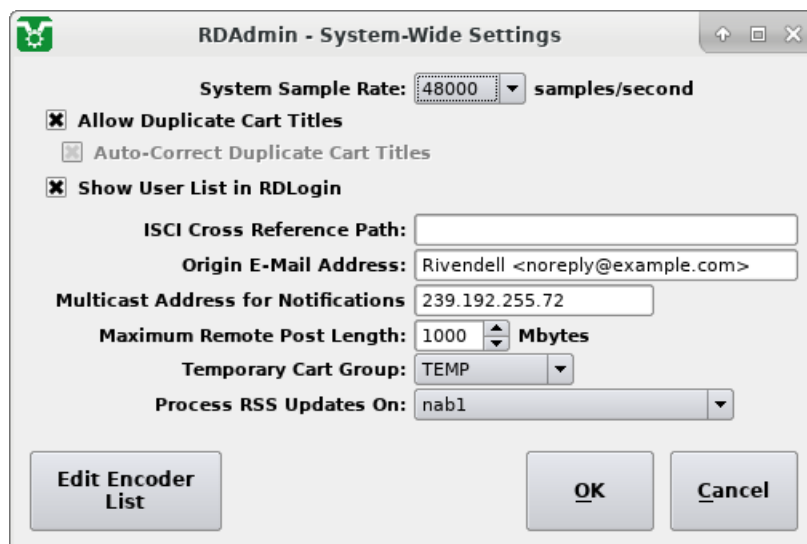 RDAdmin - System-Wide Settings
System Sample Rate: 48000 samples/second
Allow Duplicate Cart Titles
Auto-Correct Duplicate Cart Titles
Show User List in RDLogin
ISCI Cross Reference Path:
Origin E-Mail Address: Rivendell <noreply@example.com>
Multicast Address for Notifications 239.192.255.72
Maximum Remote Post Length: 1000 Mbytes
Temporary Cart Group: TEMP
Process RSS Updates On: nab1
Edit Encoder
List
OK Cancel